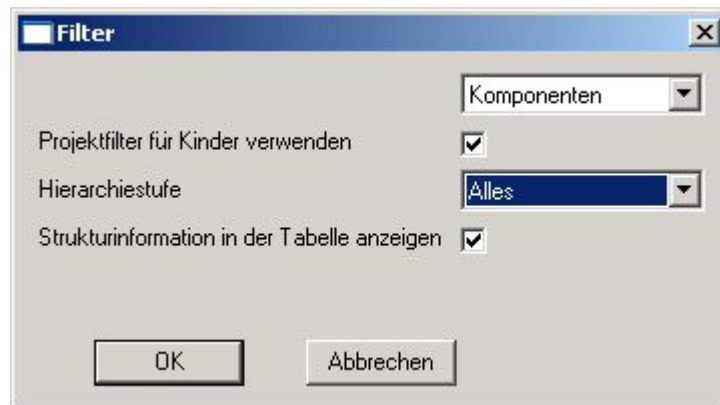 Filter
Komponenten
Projektfilter für Kinder verwenden
Hierarchiestufe Alles
Strukturinformation in der Tabelle anzeigen
OK Abbrechen